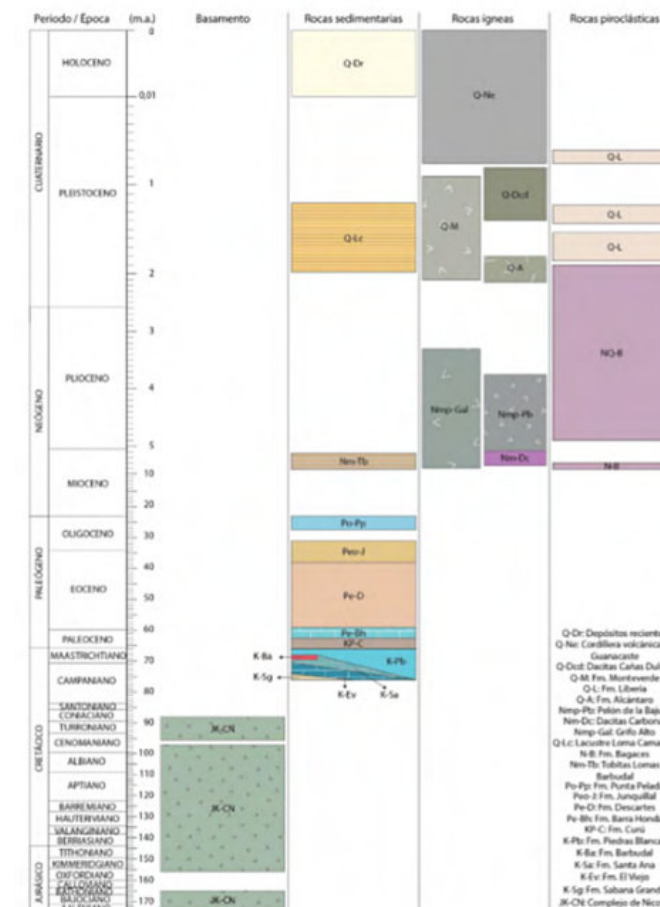 Periodo / Época (m.a.) Basamento Rocas sedimentarias Rocas igneas Rocas piroclásticas
0
HOLOCENO
Q-Dr
Q-Ne
0,01
CUATERNARIO
PLEISTOCENO
Q-L
1
Q-Dcd
Q-M
Q-L
Q-Lc
Q-L
Q-A
2
3
NQ-B
NEÓGENO
PLIOCENO
4
Nmp-Gal
Nmp-Pb
5
Nm-Tb
Nm-Dc
N-B
10
MIOCENO
20
Po-Pp
PALEÓGENO
OLIGOCENO
30
Peo-J
40
EOCENO
50
Pe-D
60
PALEOCENO
Pe-Bh
KP-C
MAASTRICHTIANO
K-Ba
K-Pb
70
CAMPANIANO
K-Sg
K-Ev
K-Sa
80
SANTONIANO
CONIACIANO
90
TURRONIANO
JK-CN
CENOMANIANO
CRETÁCICO
100
ALBIANO
110
APTIANO
120
JK-CN
BARREMIANO
HAUTERIVIANO
130
VALANGINIANO
BERRIASIANO
140
TITHONIANO
150
KIMMERIDGIANO
OXFORDIANO
160
CALLOVIANO
BATHONIANO
JURÁSICO
BAJOCIANO
170
JK-CN
Q-Dr: Depósitos reciente
Q-Ne: Cordillera volcánica
Guanacaste
Q-Dcd: Dacitas Cañas Dul
Q-M: Fm. Monteverde
Q-L: Fm. Liberia
Q-A: Fm. Alcántaro
Nmp-Pb: Pelón de la Baju
Nm-Dc: Dacitas Carbona
Nmp-Gal: Grifo Alto
Q-Lc: Lacustre Loma Cama
N-B: Fm. Bagaces
Nm-Tb: Tobitas Lomas
Barbudal
Po-Pp: Fm. Punta Pelada
Peo-J: Fm. Junquillal
Pe-D: Fm. Descartes
Pe-Bh: Fm. Barra Honda
KP-C: Fm. Curú
K-Pb: Fm. Piedras Blanca
K-Ba: Fm. Barbudal
K-Sa: Fm. Santa Ana
K-Ev: Fm. El Viejo
K-Sg: Fm. Sabana Grand
JK-CN: Complejo de Nico